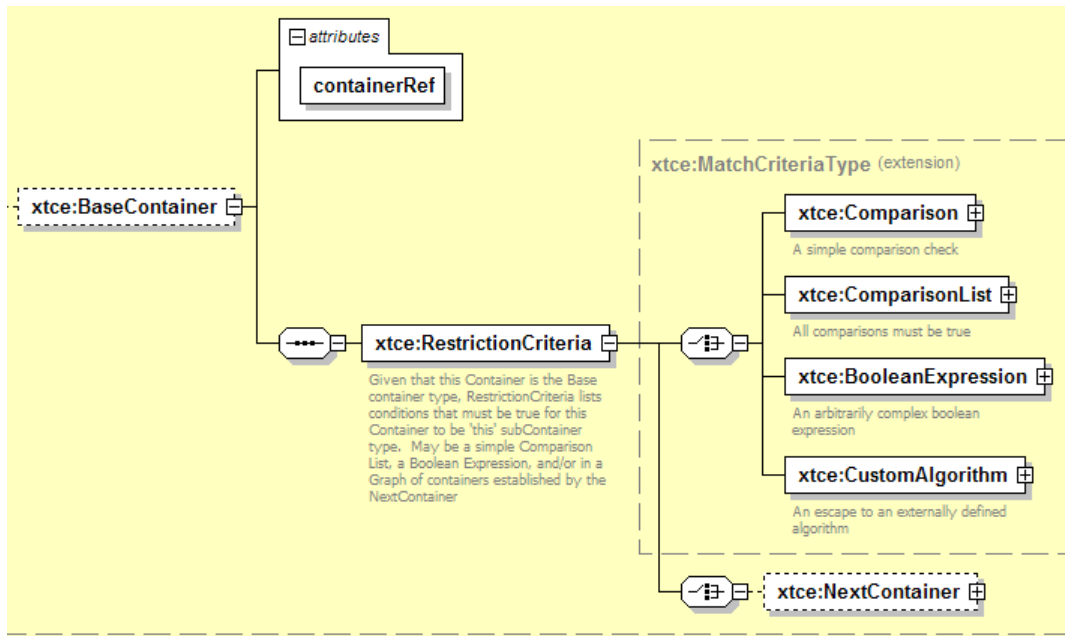 attributes
containerRef
xtce:BaseContainer
xtce:RestrictionCriteria
Given that this Container is the Base
container type, RestrictionCriteria lists
conditions that must be true for this
Container to be 'this' subContainer
type.  May be a simple Comparison
List, a Boolean Expression, and/or in a
Graph of containers established by the
NextContainer
xtce:MatchCriteriaType (extension)
xtce:Comparison
A simple comparison check
xtce:ComparisonList
All comparisons must be true
xtce:BooleanExpression
An arbitrarily complex boolean
expression
xtce:CustomAlgorithm
An escape to an externally defined
algorithm
xtce:NextContainer